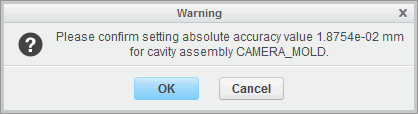 Warning
Please confirm setting absolute accuracy value 1.8754e-02 mm
for cavity assembly CAMERA_MOLD.
OK
Cancel